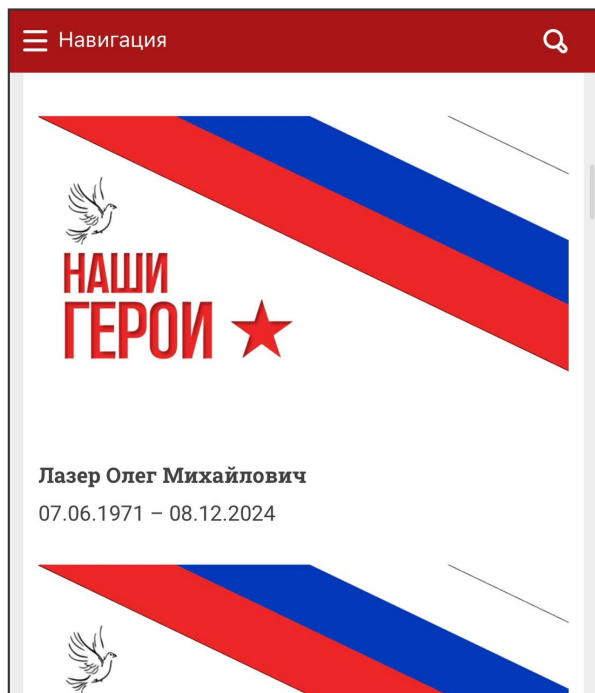 Навигация
НАШИ
ГЕРОИ
Лазер Олег Михайлович
07.06.1971 – 08.12.2024